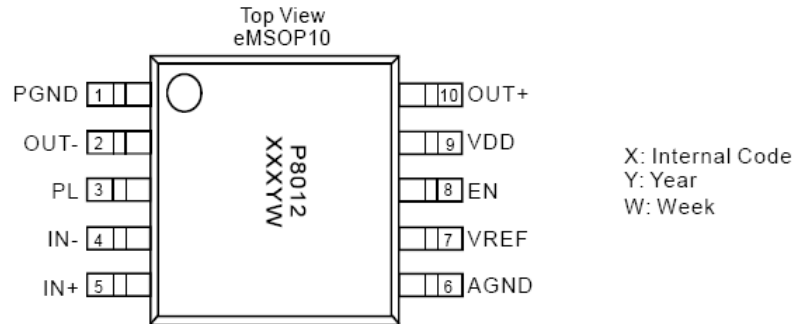 Top View
eMSOP10
PGND 1
OUT- 2
PL 3
IN- 4
IN+ 5
10 OUT+
9 VDD
8 EN
7 VREF
6 AGND
P8012
XXXYW
X: Internal Code
Y: Year
W: Week